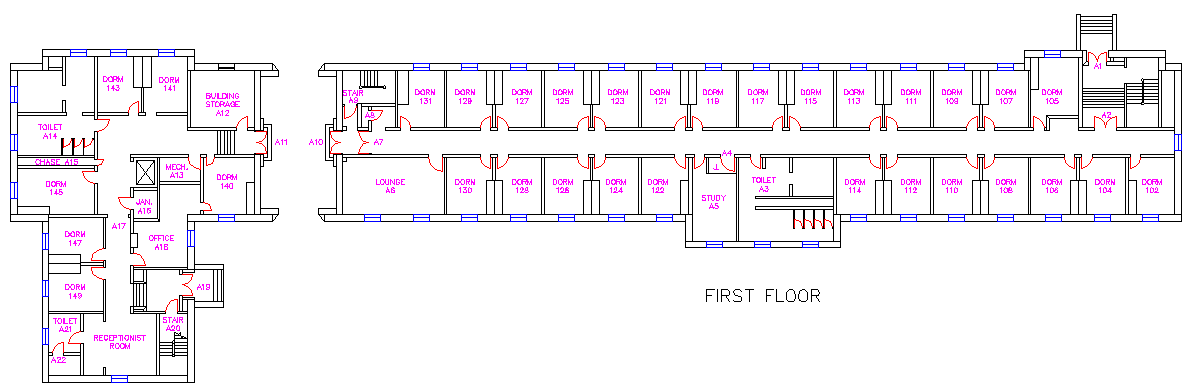 DORM
143
DORM
141
BUILDING
STORAGE
A12
TOILET
A14
A11
CHASE A15
DORM
145
MECH.
A13
DORM
140
JAN.
A16
A17
DORM
147
OFFICE
A18
DORM
149
A19
TOILET
A21
STAIR
A20
RECEPTIONIST
ROOM
A22
STAIR
A9
A8
A10
A7
DORM
131
DORM
129
DORM
127
DORM
125
DORM
123
DORM
121
DORM
119
DORM
117
DORM
115
DORM
113
DORM
111
DORM
109
DORM
107
DORM
105
A1
A2
A4
LOUNGE
A6
DORM
130
DORM
128
DORM
126
DORM
124
DORM
122
STUDY
A5
TOILET
A3
DORM
114
DORM
112
DORM
110
DORM
108
DORM
106
DORM
104
DORM
102
FIRST FLOOR